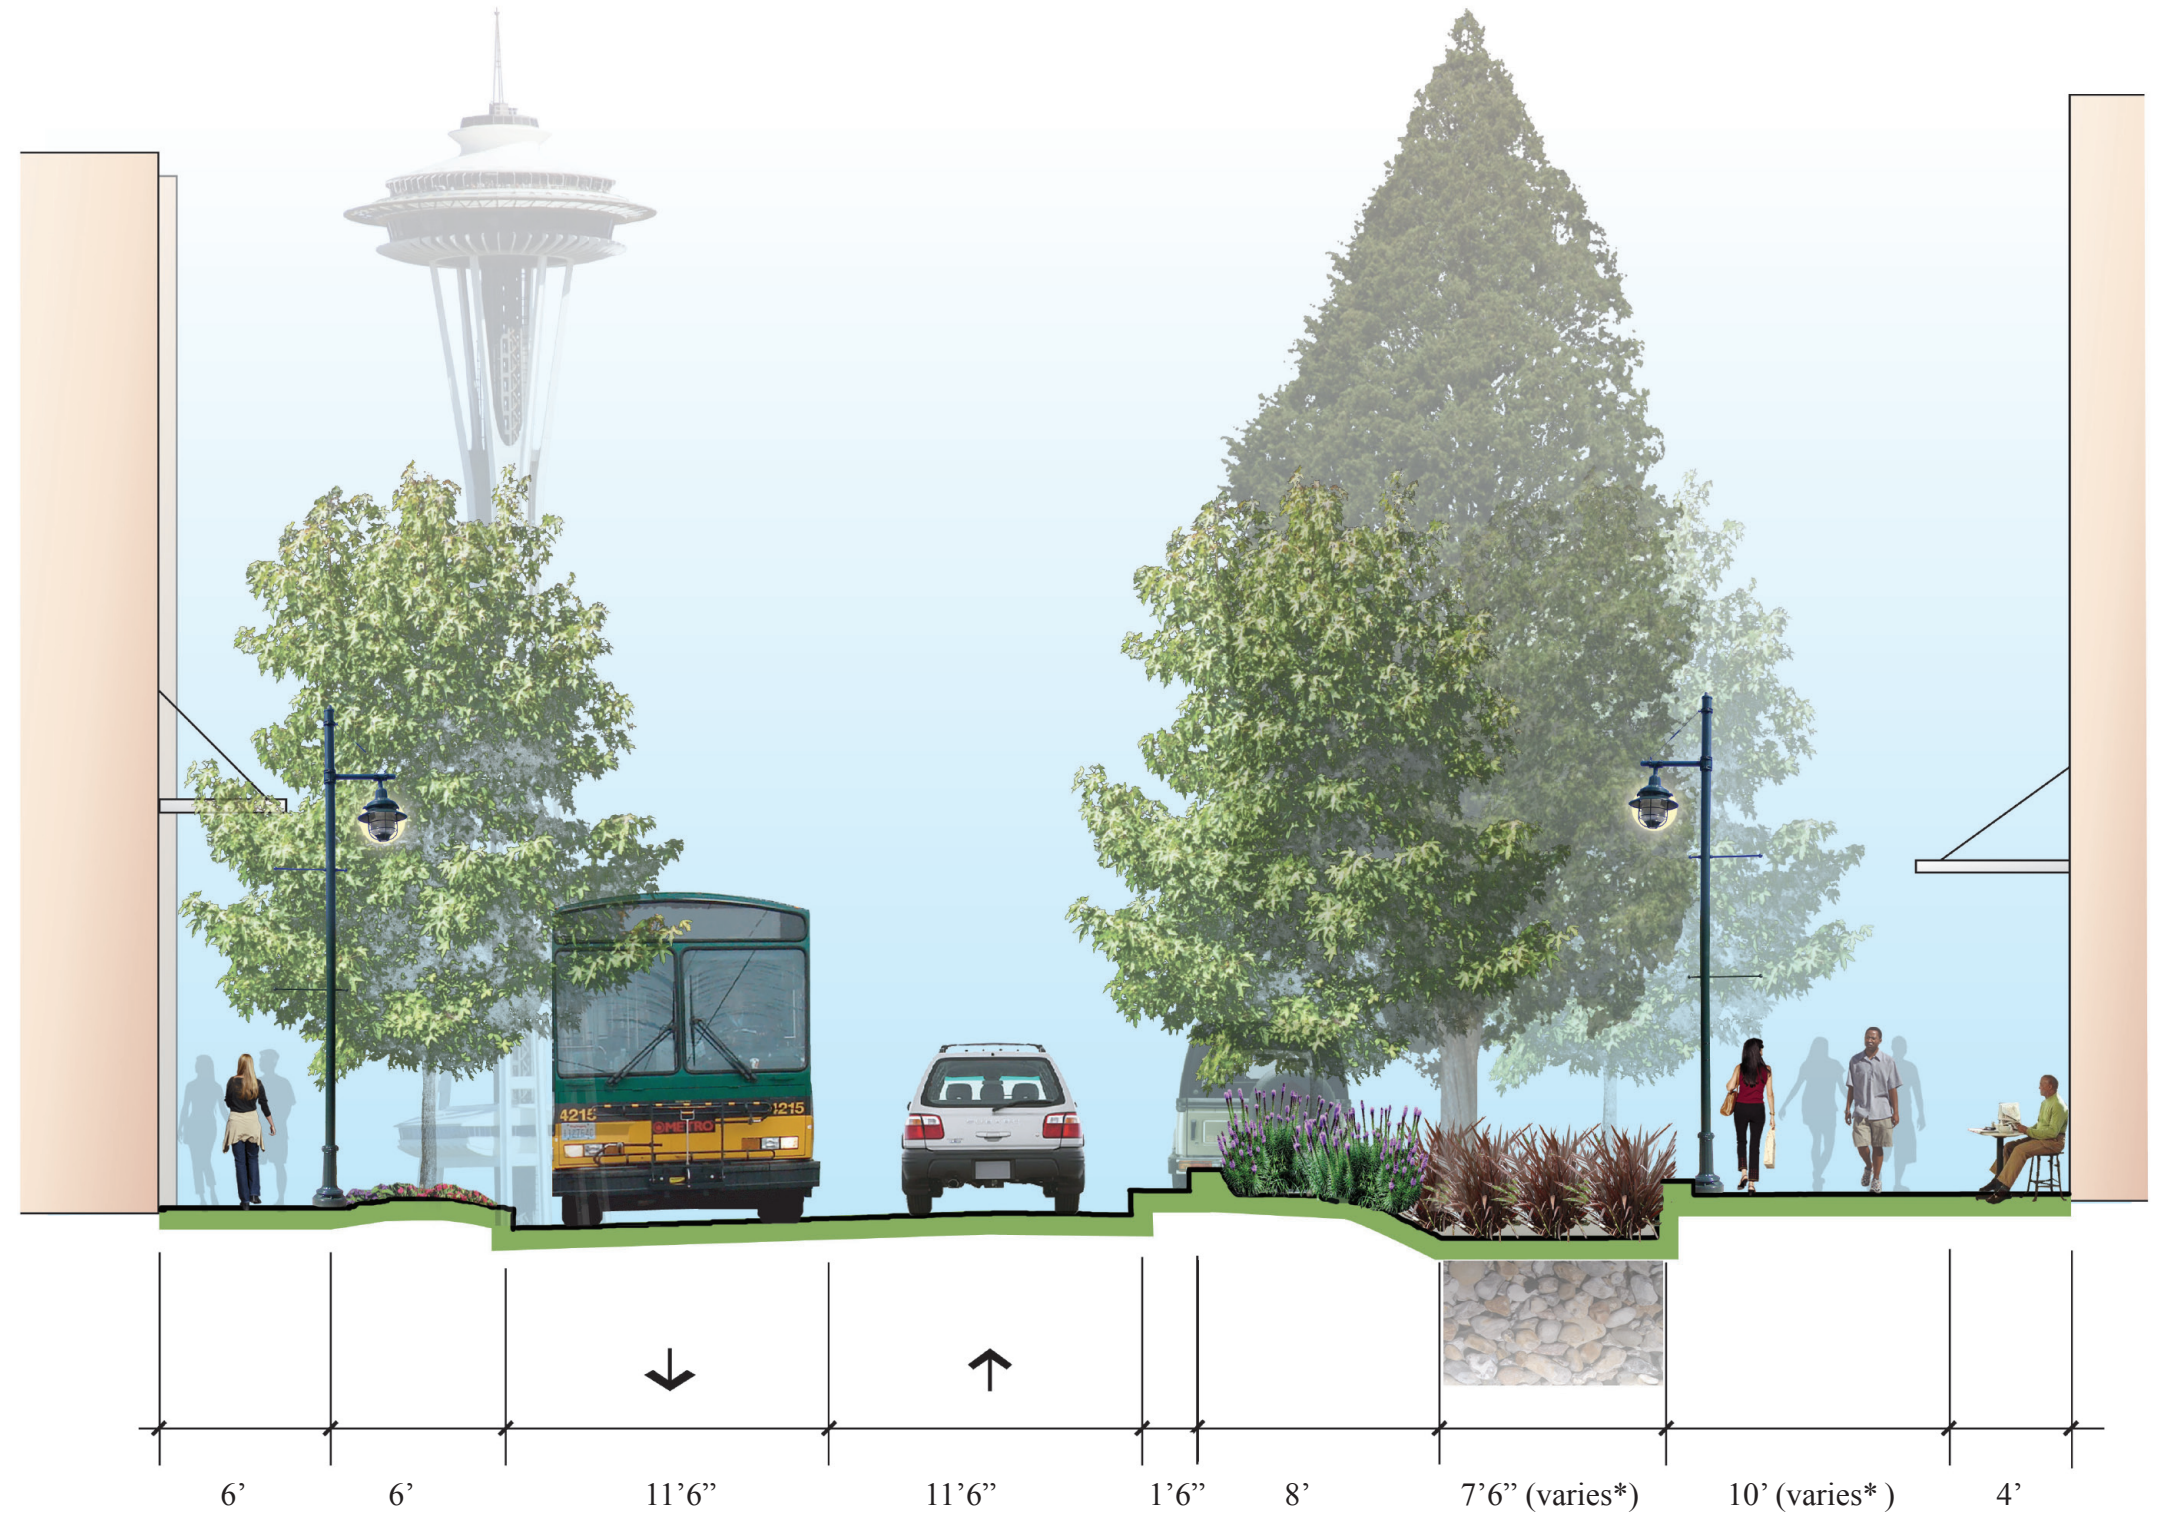 4215 4215
METRO
6’ 6’ 11’6” 11’6” 1’6” 8’ 7’6” (varies*) 10’ (varies* ) 4’